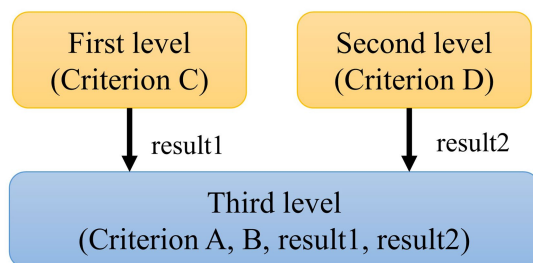 First level
(Criterion C)
Second level
(Criterion D)
result1
result2
Third level
(Criterion A, B, result1, result2)